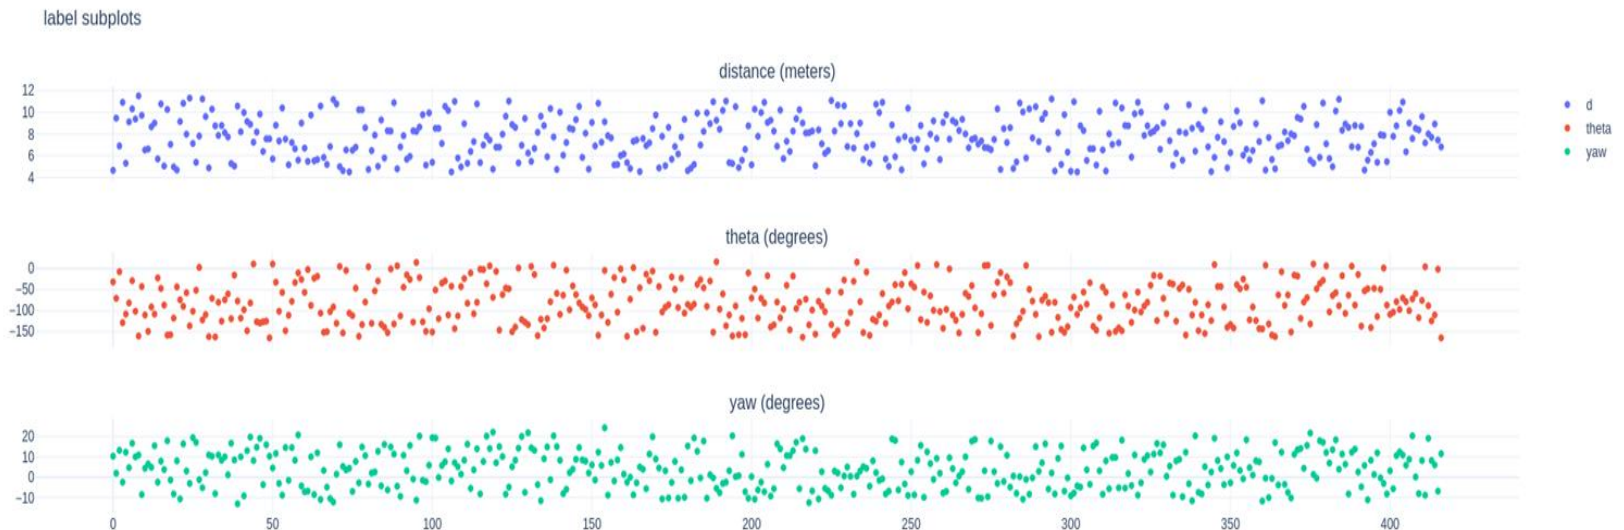 label subplots
distance (meters)
12
10
8
6
4
d
theta
yaw
theta (degrees)
0
−50
−100
−150
yaw (degrees)
20
10
0
−10
0 50 100 150 200 250 300 350 400